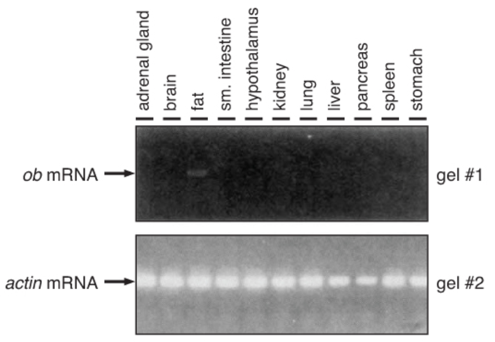 adrenal gland
brain
fat
sm. intestine
hypothalamus
kidney
lung
liver
pancreas
spleen
stomach
ob mRNA
gel #1
actin mRNA
gel #2